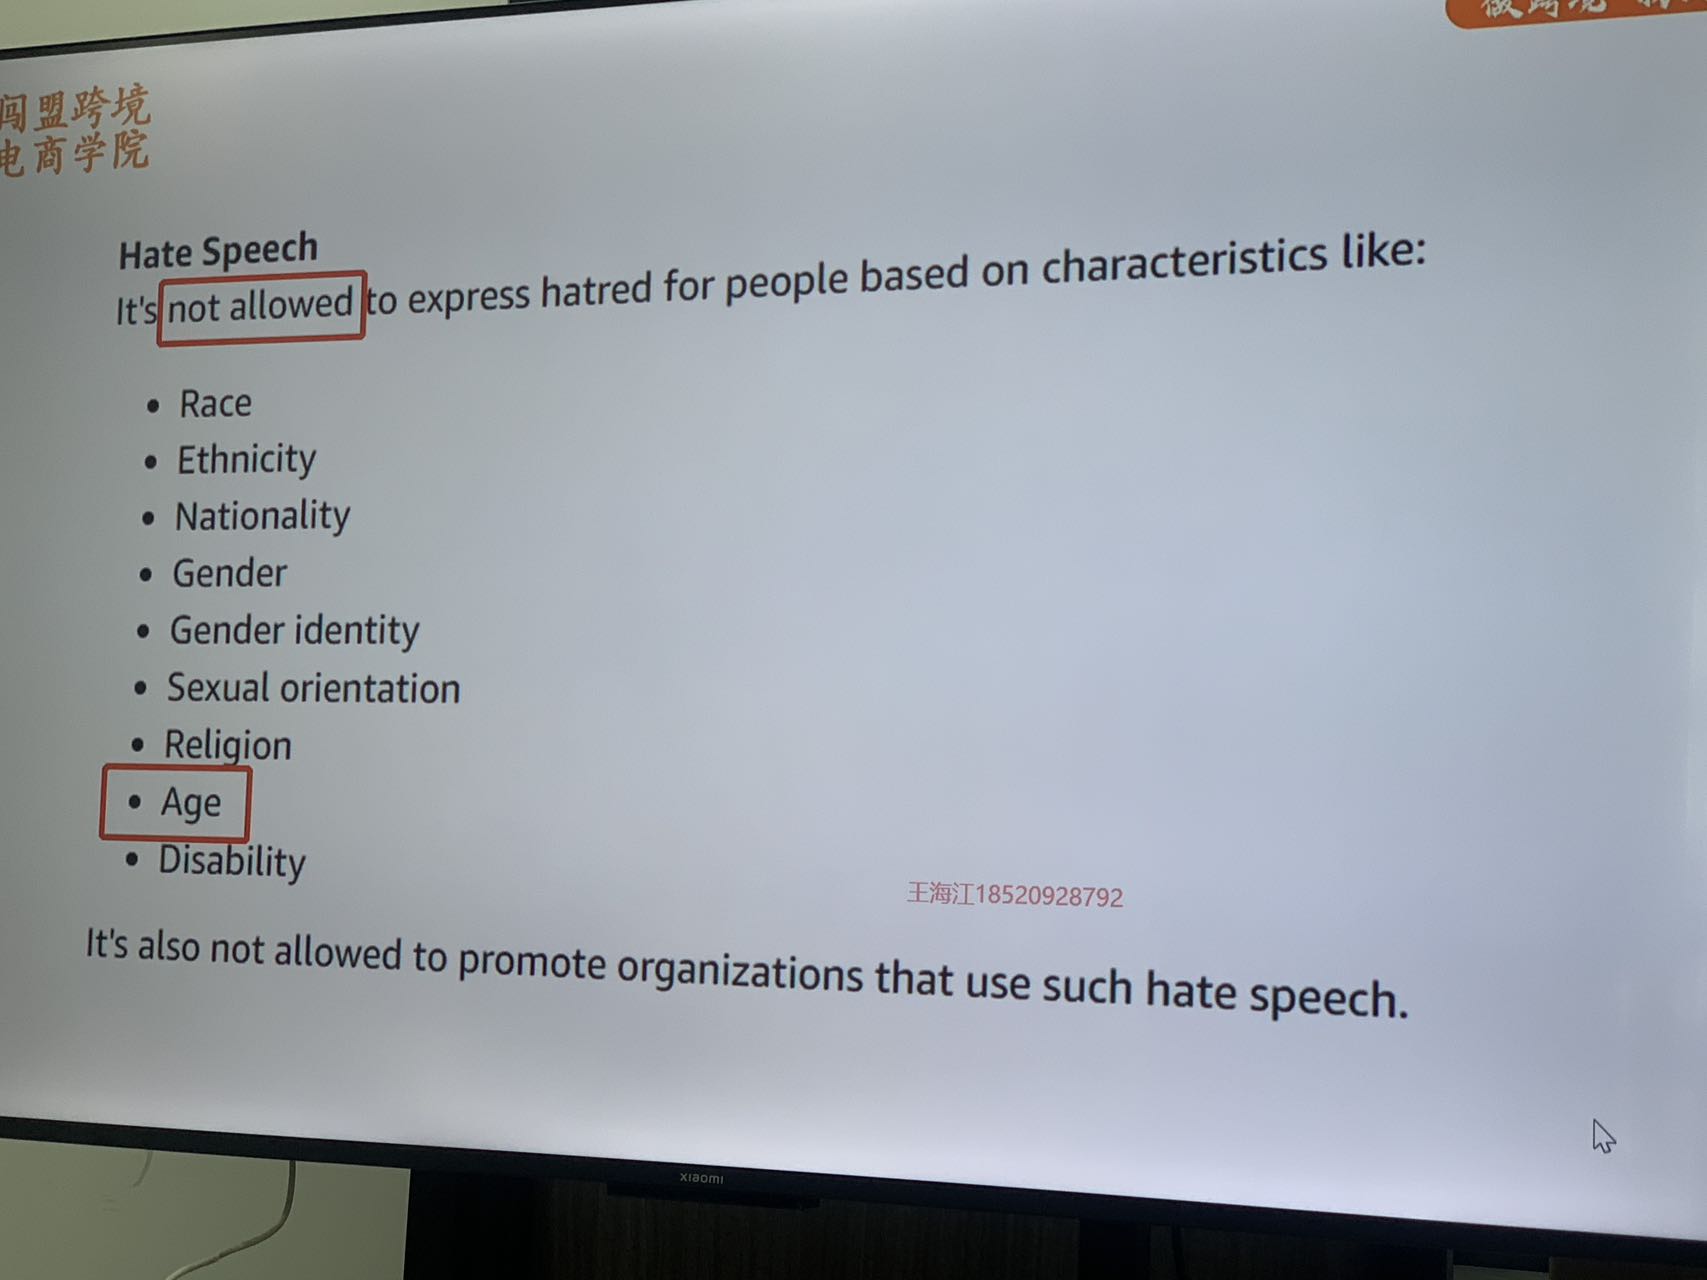 做跨境
闯盟跨境
电商学院
Hate Speech
It's not allowed to express hatred for people based on characteristics like:
• Race
• Ethnicity
• Nationality
• Gender
• Gender identity
• Sexual orientation
• Religion
• Age
• Disability
王海江18520928792
It's also not allowed to promote organizations that use such hate speech.
xiaomi